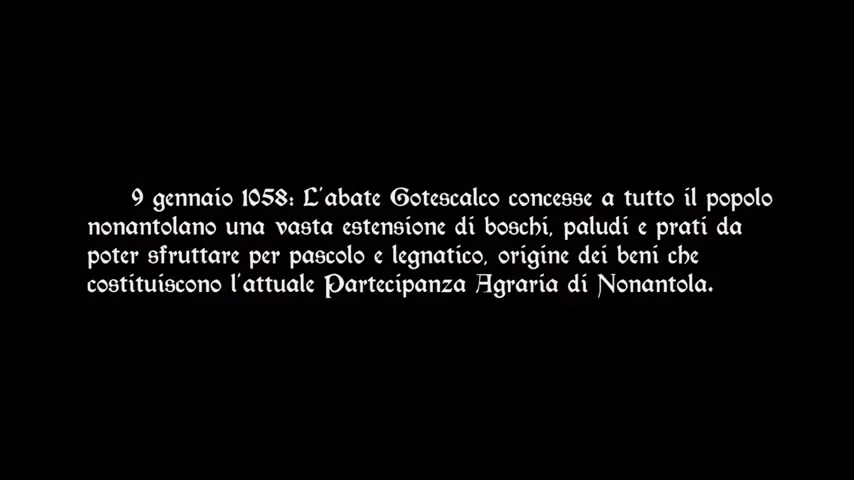 9 gennaio 1058: L'abate Gotescalco concesse a tutto il popolo
nonantolano una vasta estensione di boschi, paludi e prati da
poter sfruttare per pascolo e legnatico, origine dei beni che
costituiscono l'attuale Partecipanza Agraria di Nonantola.